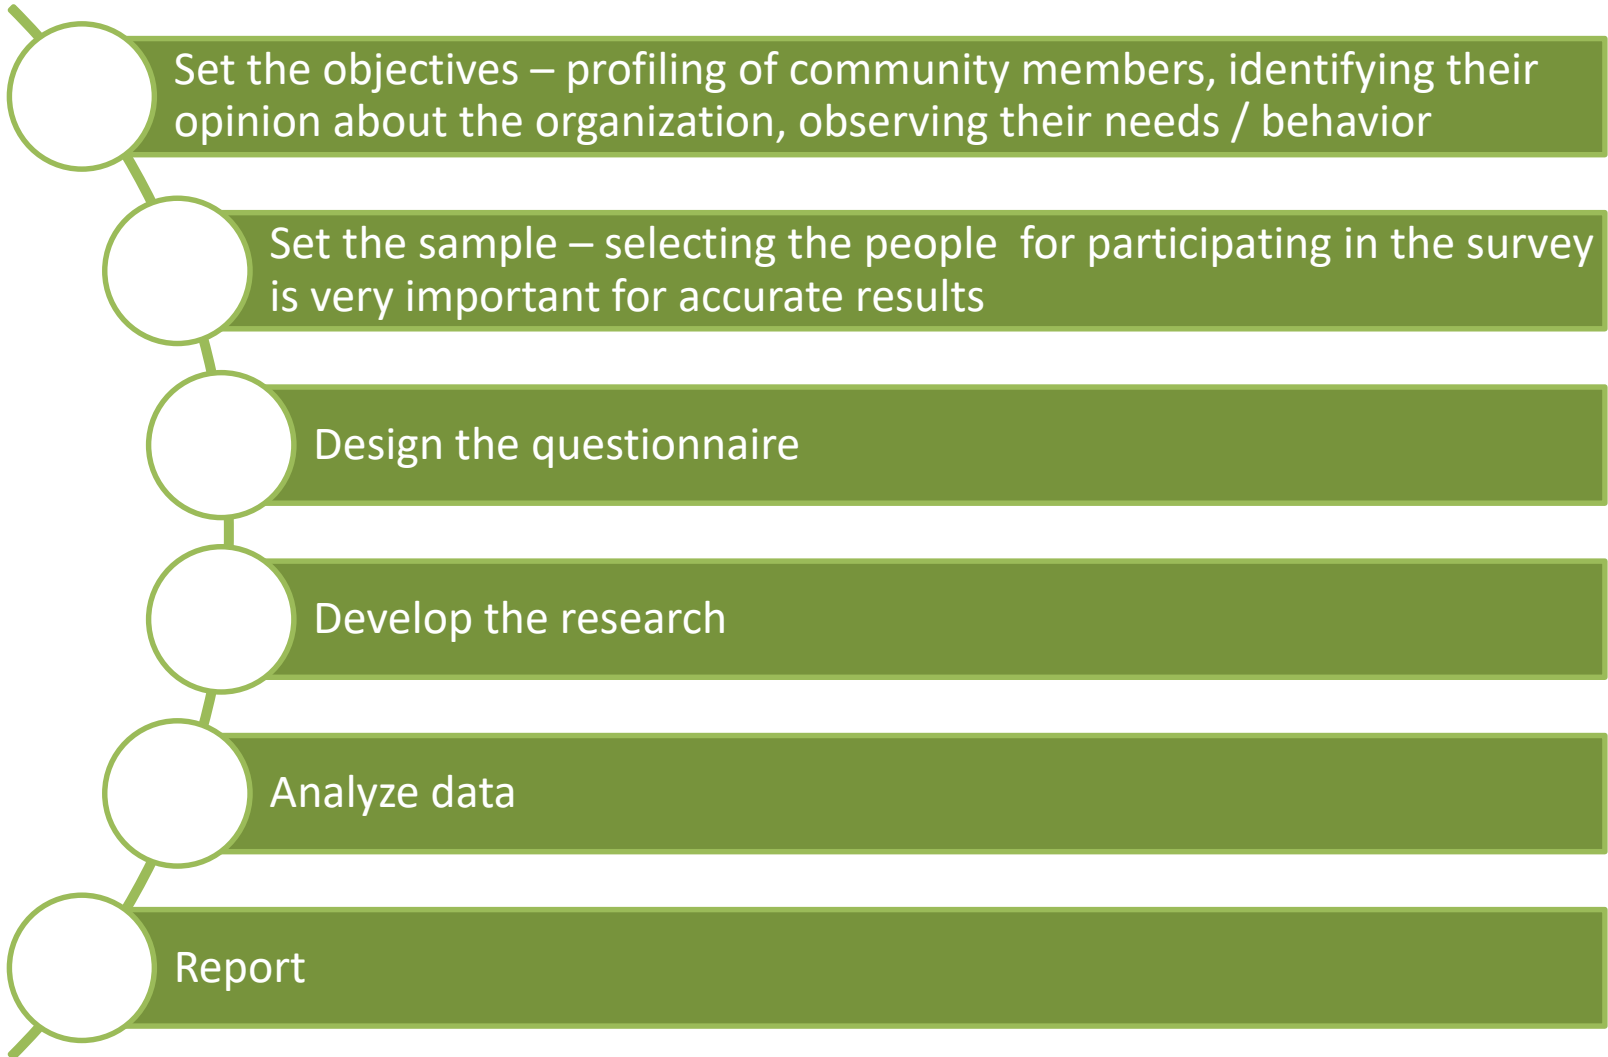 Set the objectives – profiling of community members, identifying their
opinion about the organization, observing their needs / behavior
Set the sample – selecting the people  for participating in the survey
is very important for accurate results
Design the questionnaire
Develop the research
Analyze data
Report